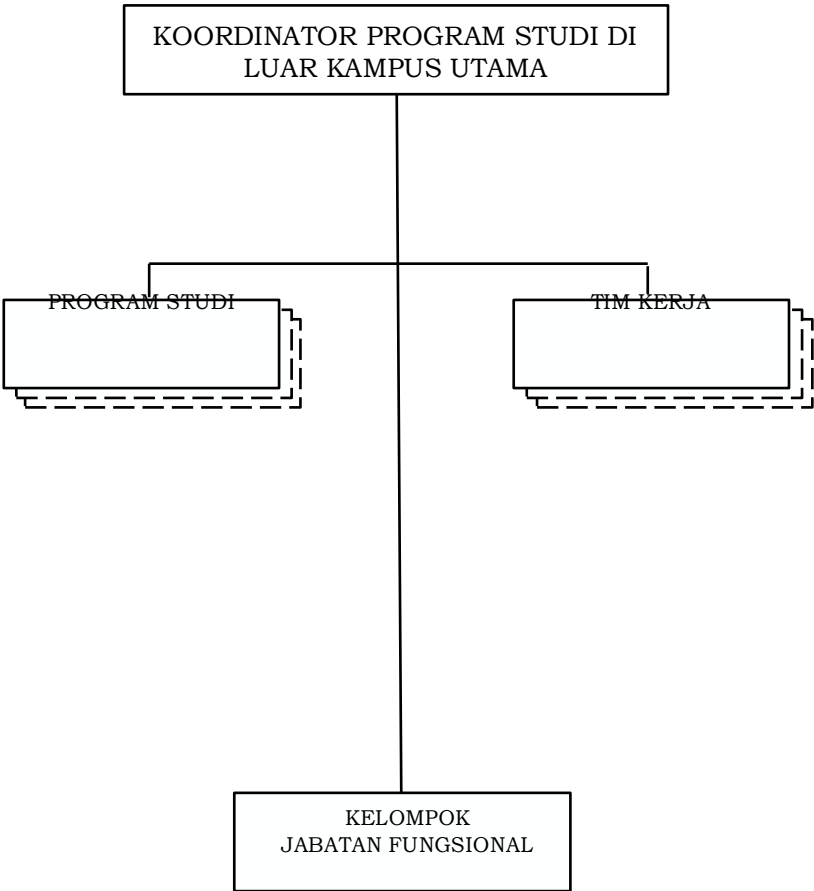 KOORDINATOR PROGRAM STUDI DI
LUAR KAMPUS UTAMA
PROGRAM STUDI
TIM KERJA
KELOMPOK
JABATAN FUNGSIONAL